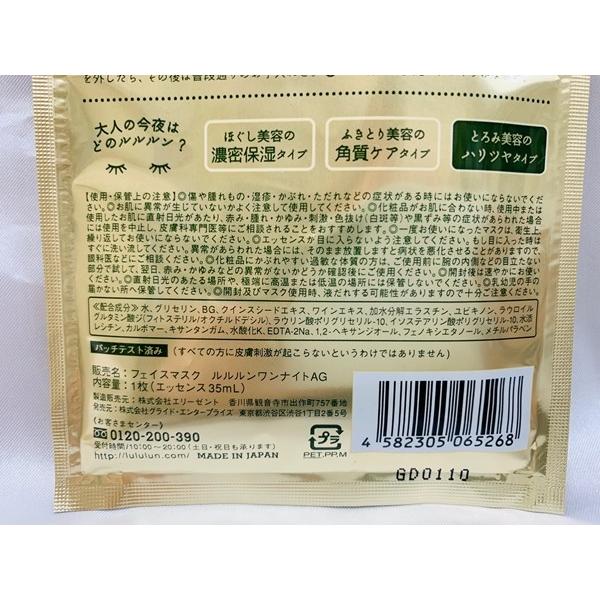 大人の今夜は
どのルルルン?
ほぐし美容の
濃密保湿タイプ
ふきとり美容の
角質ケアタイプ
とろみ美容の
ハリツヤタイプ
【使用・保管上の注意】◎傷や腫れもの・湿疹・かぶれ・ただれなどの症状がある時にはお使いにならないでくだ
さい。◎お肌に異常が生じていないかよく注意して使用してください。◎化粧品がお肌に合わない時、使用中または
使用したお肌に直射日光があたり、赤み・腫れ・かゆみ・刺激・色抜け(白斑等)や黒ずみ等の症状があらわれた場合
には使用を中止し、皮膚科専門医等にご相談されることをおすすめします。◎一度お使いになったマスクは、衛生上、
繰り返してお使いにならないでください。◎エッセンスが目に入らないよう注意してください。もし目に入った時は
すぐに洗い流してください。異常があらわれた場合には、そのまま放置しますと病状を悪化させることがありますので、
眼科医などにご相談ください。◎化粧品にかぶれやすい過敏な体質の方は、ご使用前に腕の内側などの目立たない
部分で試して、翌日、赤み・かゆみなどの異常がないかどうか確認後にご使用ください。◎開封後は速やかにお使い
ください。◎直射日光のあたる場所や、極端に高温または低温の場所には保管しないでください。◎乳幼児の手の
届かない所へ保管してください。◎開封及びマスク使用時、液だれする可能性がありますので十分ご注意ください。
≪配合成分≫水、グリセリン、BG、クインスシードエキス、ワインエキス、加水分解エラスチン、ユビキノン、ラウロイル
グルタミン酸ジ(フィトステリル/オクチルドデシル)、ラウリン酸ポリグリセリル-10、イソステアリン酸ポリグリセリル-10、水添
レシチン、カルボマー、キサンタンガム、水酸化K、EDTA-2Na、1,2-ヘキサンジオール、フェノキシエタノール、メチルパラベン
パッチテスト済み (すべての方に皮膚刺激が起こらないというわけではありません)
販売名:フェイスマスク ルルルンワンナイトAG
内容量:1枚(エッセンス35mL)
製造販売元:株式会社エリーゼント 香川県観音寺市出作町757番地
発売元:株式会社グライド・エンタープライズ 東京都渋谷区渋谷1丁目2番5号
《お客さまセンター》
0120-200-390
受付時間/10:00~20:00(土日・祝日も承ります)
https://lululun.com/ MADE IN JAPAN
プラ
PET,PP,M
4 582305 065268
GD0110